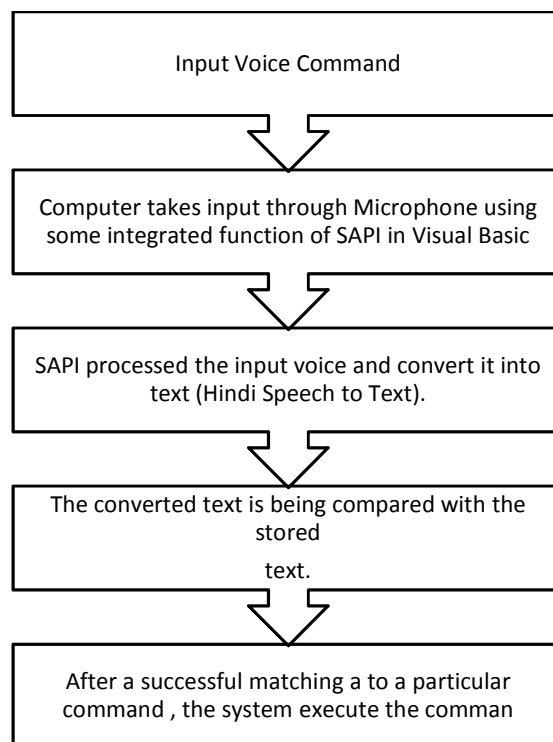 Input Voice Command
Computer takes input through Microphone using
some integrated function of SAPI in Visual Basic
SAPI processed the input voice and convert it into
text (Hindi Speech to Text).
The converted text is being compared with the
stored
text.
After a successful matching a to a particular
command , the system execute the comman